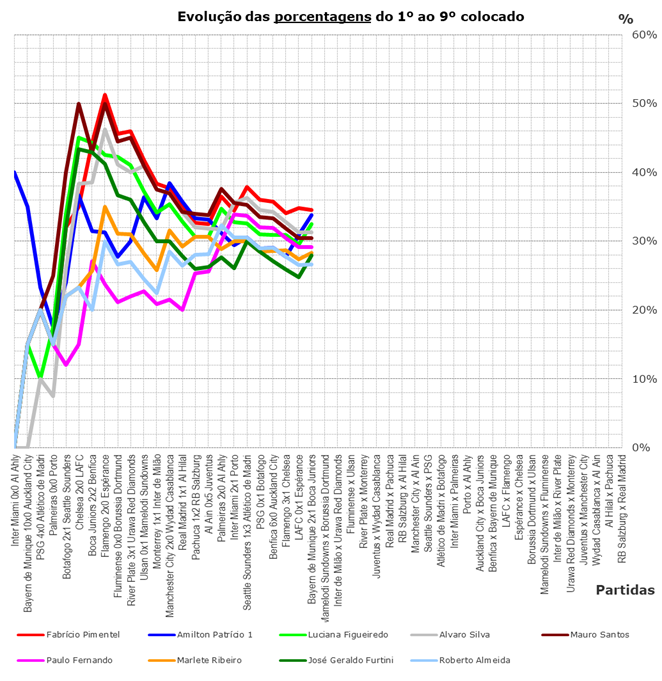 Evolução das porcentagens do 1º ao 9º colocado
%
60%
50%
40%
30%
20%
10%
0%
Inter Miami 0x0 Al Ahly
Bayern de Munique 10x0 Auckland City
PSG 4x0 Atlético de Madri
Palmeiras 0x0 Porto
Botafogo 2x1 Seattle Sounders
Chelsea 2x0 LAFC
Boca Juniors 2x2 Benfica
Flamengo 2x0 Espérance
Fluminense 0x0 Borussia Dortmund
River Plate 3x1 Urawa Red Diamonds
Ulsan 0x1 Mamelodi Sundowns
Monterrey 1x1 Inter de Milão
Manchester City 2x0 Wydad Casablanca
Real Madrid 1x1 Al Hilal
Pachuca 1x2 RB Salzburg
Al Ain 0x5 Juventus
Palmeiras 2x0 Al Ahly
Inter Miami 2x1 Porto
Seattle Sounders 1x3 Atlético de Madri
PSG 0x1 Botafogo
Benfica 6x0 Auckland City
Flamengo 3x1 Chelsea
LAFC 0x1 Espérance
Bayern de Munique 2x1 Boca Juniors
Mamelodi Sundowns x Borussia Dortmund
Inter de Milão x Urawa Red Diamonds
Fluminense x Ulsan
River Plate x Monterrey
Juventus x Wydad Casablanca
Real Madrid x Pachuca
RB Salzburg x Al Hilal
Manchester City x Al Ain
Seattle Sounders x PSG
Atlético de Madri x Botafogo
Inter Miami x Palmeiras
Porto x Al Ahly
Auckland City x Boca Juniors
Benfica x Bayern de Munique
LAFC x Flamengo
Espérance x Chelsea
Borussia Dortmund x Ulsan
Mamelodi Sundowns x Fluminense
Inter de Milão x River Plate
Urawa Red Diamonds x Monterrey
Juventus x Manchester City
Wydad Casablanca x Al Ain
Al Hilal x Pachuca
RB Salzburg x Real Madrid
Partidas
Fabrício Pimentel
Amilton Patrício 1
Luciana Figueiredo
Alvaro Silva
Mauro Santos
Paulo Fernando
Marlete Ribeiro
José Geraldo Furtini
Roberto Almeida